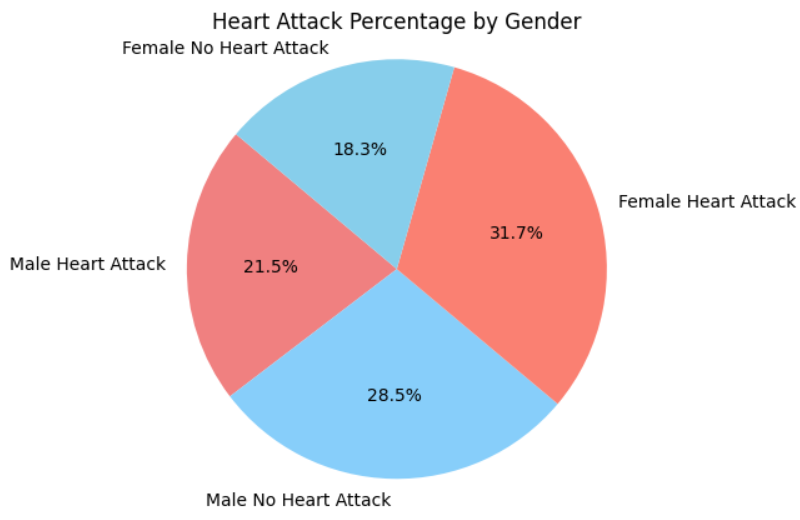 Heart Attack Percentage by Gender
Female No Heart Attack
18.3%
Female Heart Attack
31.7%
Male Heart Attack
21.5%
28.5%
Male No Heart Attack